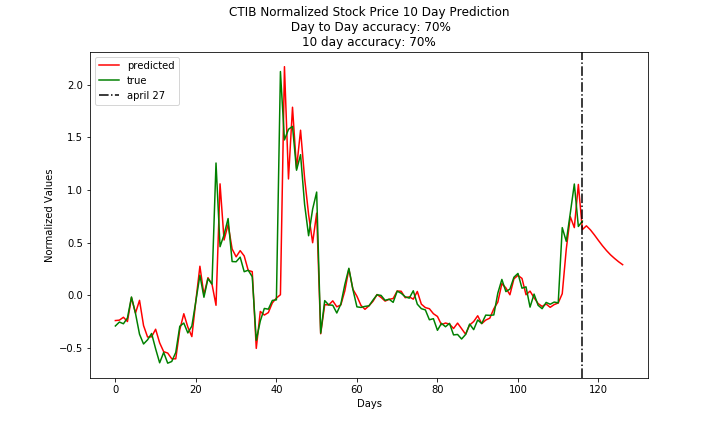 CTIB Normalized Stock Price 10 Day Prediction
Day to Day accuracy: 70%
10 day accuracy: 70%
predicted
true
april 27
Normalized Values
2.0
1.5
1.0
0.5
0.0
−0.5
0
20
40
60
80
100
120
Days